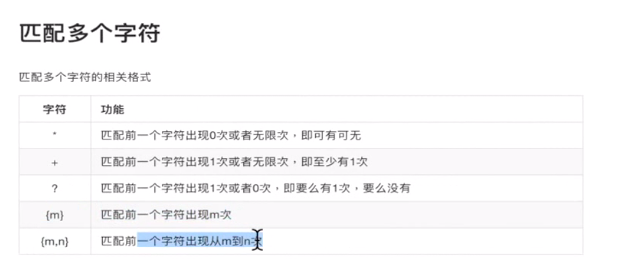 匹配多个字符
匹配多个字符的相关格式
字符 功能
* 匹配前一个字符出现0次或者无限次，即可有可无
+ 匹配前一个字符出现1次或者无限次，即至少有1次
? 匹配前一个字符出现1次或者0次，即要么有1次，要么没有
{m} 匹配前一个字符出现m次
{m,n} 匹配前一个字符出现从m到n次